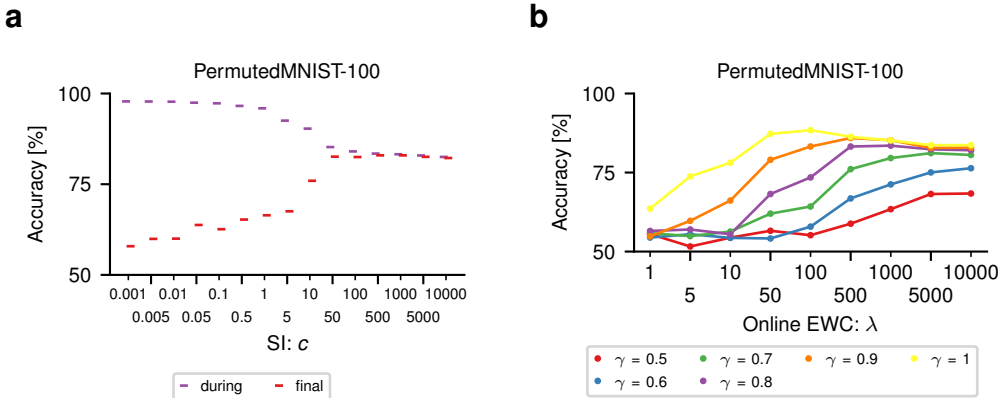 a
PermutedMNIST-100
Accuracy [%]
100
75
50
0.001 0.01 0.1 1 10 100 1000 10000
0.005 0.05 0.5 5 50 500 5000
SI: c
during final
b
PermutedMNIST-100
Accuracy [%]
100
75
50
1 10 100 1000 10000
5 50 500 5000
Online EWC: λ
γ = 0.5 γ = 0.7 γ = 0.9 γ = 1
γ = 0.6 γ = 0.8